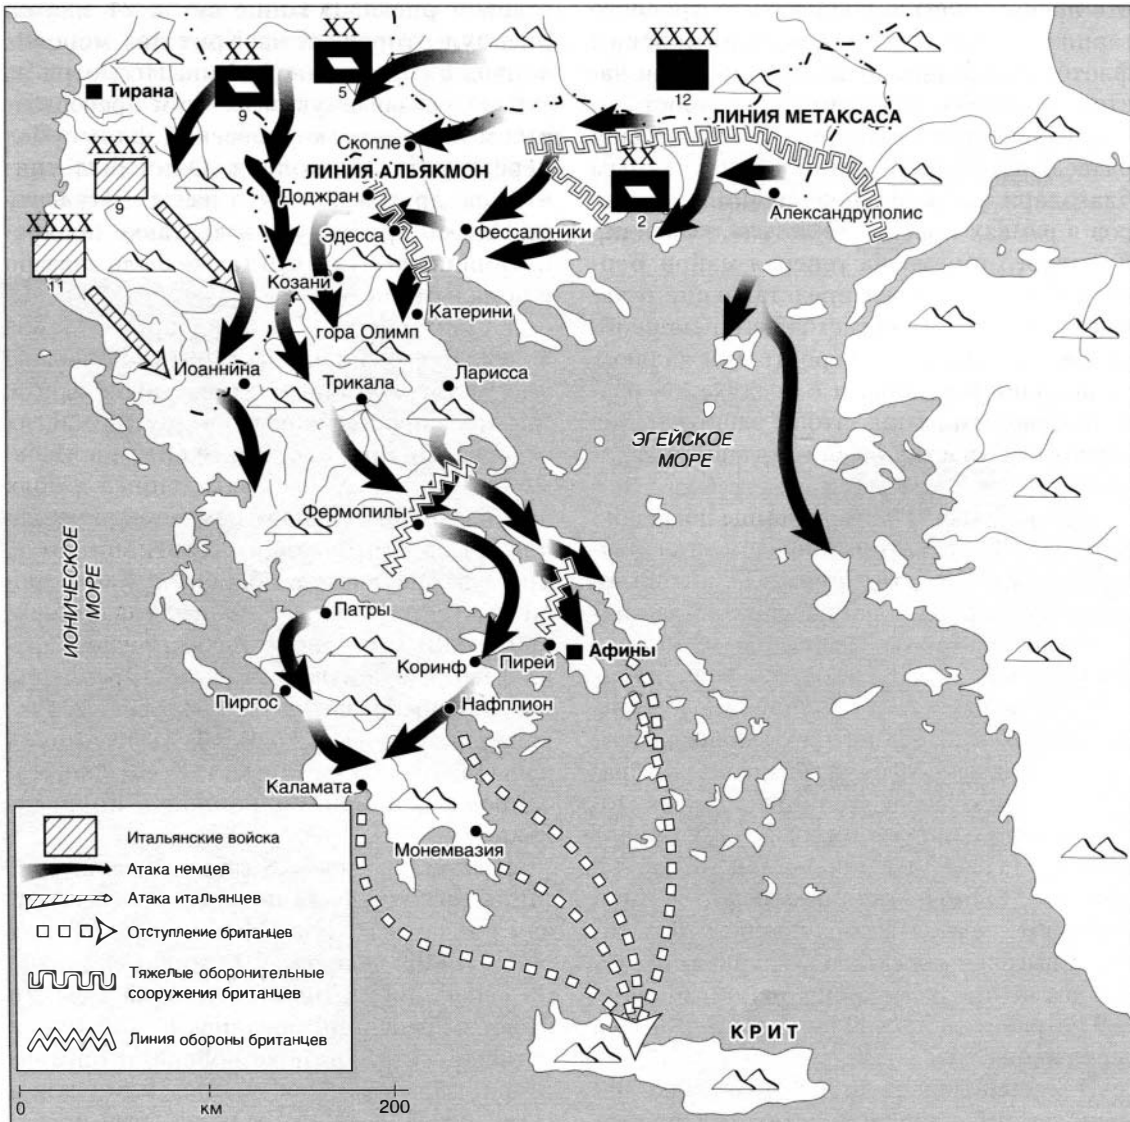 XX
XX
XXXX
5
12
9
Тирана
ЛИНИЯ МЕТАКСАСА
Скопле
XXXX
XX
ЛИНИЯ АЛЬЯКМОН
Доджран
9
2
Александруполис
XXXX
Эдесса
Фессалоники
11
Козани
Катерини
гора Олимп
Иоаннина
Трикала
Ларисса
ЭГЕЙСКОЕ
МОРЕ
Фермопилы
ИОНИЧЕСКОЕ
МОРЕ
Патры
Коринф
Пирей
Афины
Пиргос
Нафплион
Каламата
Монемвазия
Итальянские войска
Атака немцев
Атака итальянцев
Отступление британцев
Тяжелые оборонительные
сооружения британцев
Линия обороны британцев
КРИТ
0
км
200